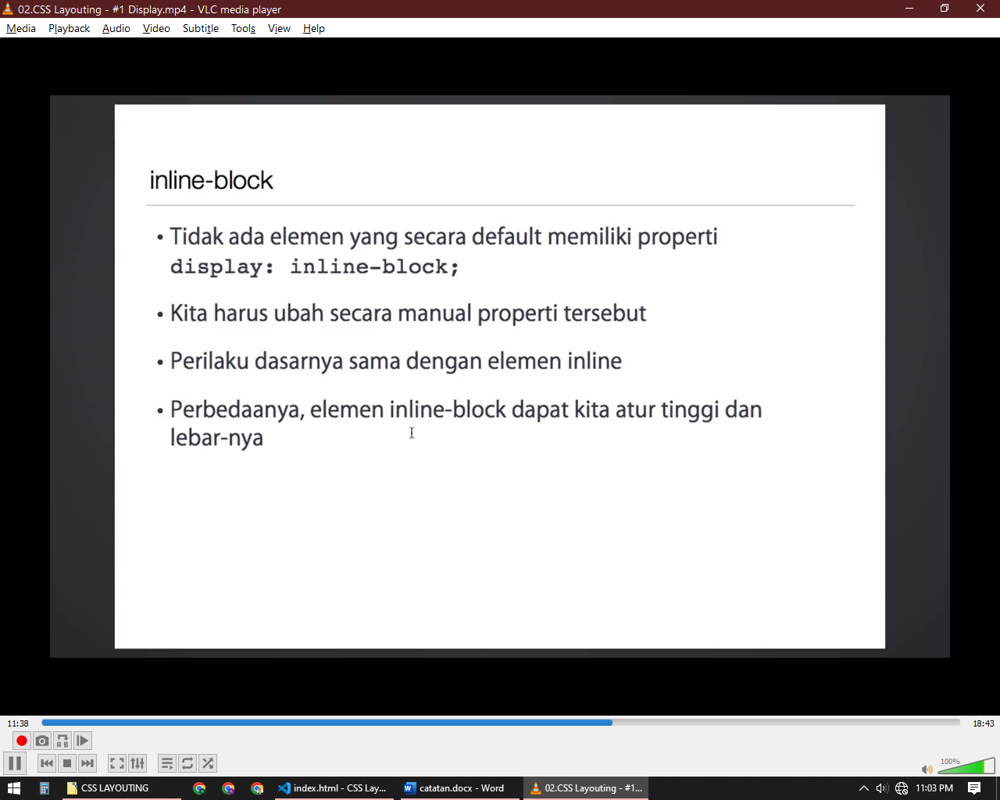 02.CSS Layouting - #1 Display.mp4 - VLC media player
Media Playback Audio Video Subtitle Tools View Help
inline-block
• Tidak ada elemen yang secara default memiliki properti
display: inline-block;
• Kita harus ubah secara manual properti tersebut
• Perilaku dasarnya sama dengan elemen inline
• Perbedaanya, elemen inline-block dapat kita atur tinggi dan
lebar-nya
11:38 18:43
A B
100%
CSS LAYOUTING index.html - CSS Lay... catatan.docx - Word 02.CSS Layouting - #1... 11:03 PM